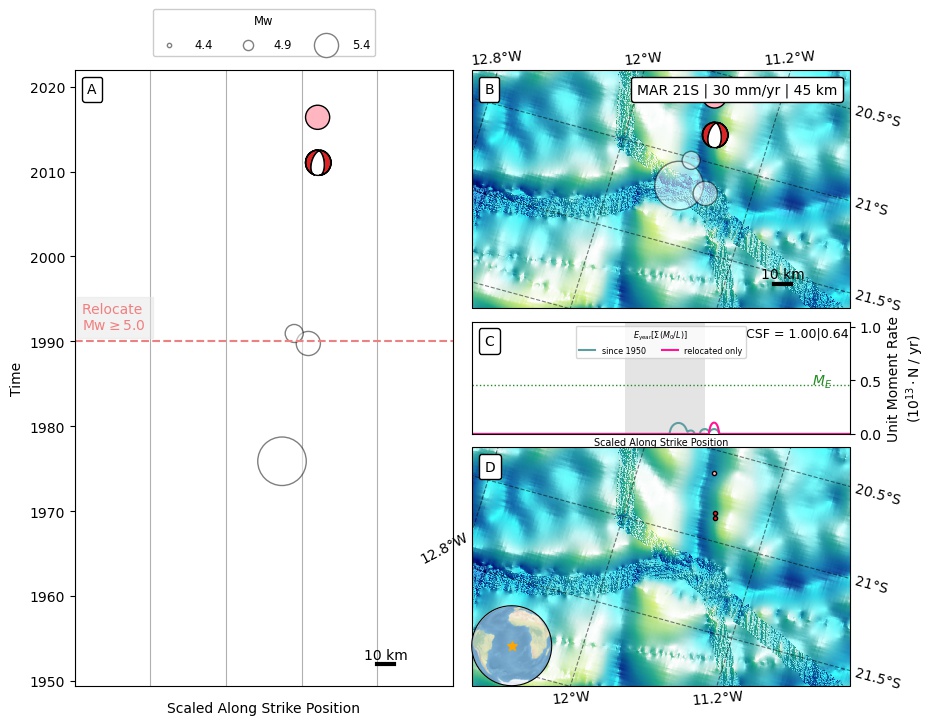 Mw
4.4 4.9 5.4
A
2020
2010
2000
1990
1980
1970
1960
1950
Time
Relocate
Mw ≥ 5.0
10 km
Scaled Along Strike Position
12.8°W 12°W 11.2°W
B
MAR 21S | 30 mm/yr | 45 km
20.5°S
21°S
21.5°S
10 km
C
E_year[Σ(M₀/L)]
since 1950 relocated only
CSF = 1.00|0.64
Ṁ_E
1.0
0.5
0.0
Unit Moment Rate
(10¹³ · N / yr)
Scaled Along Strike Position
D
12.8°W
20.5°S
21°S
21.5°S
12°W 11.2°W